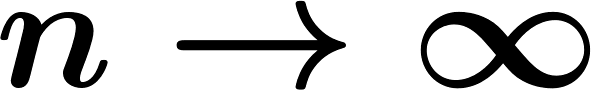 n → ∞